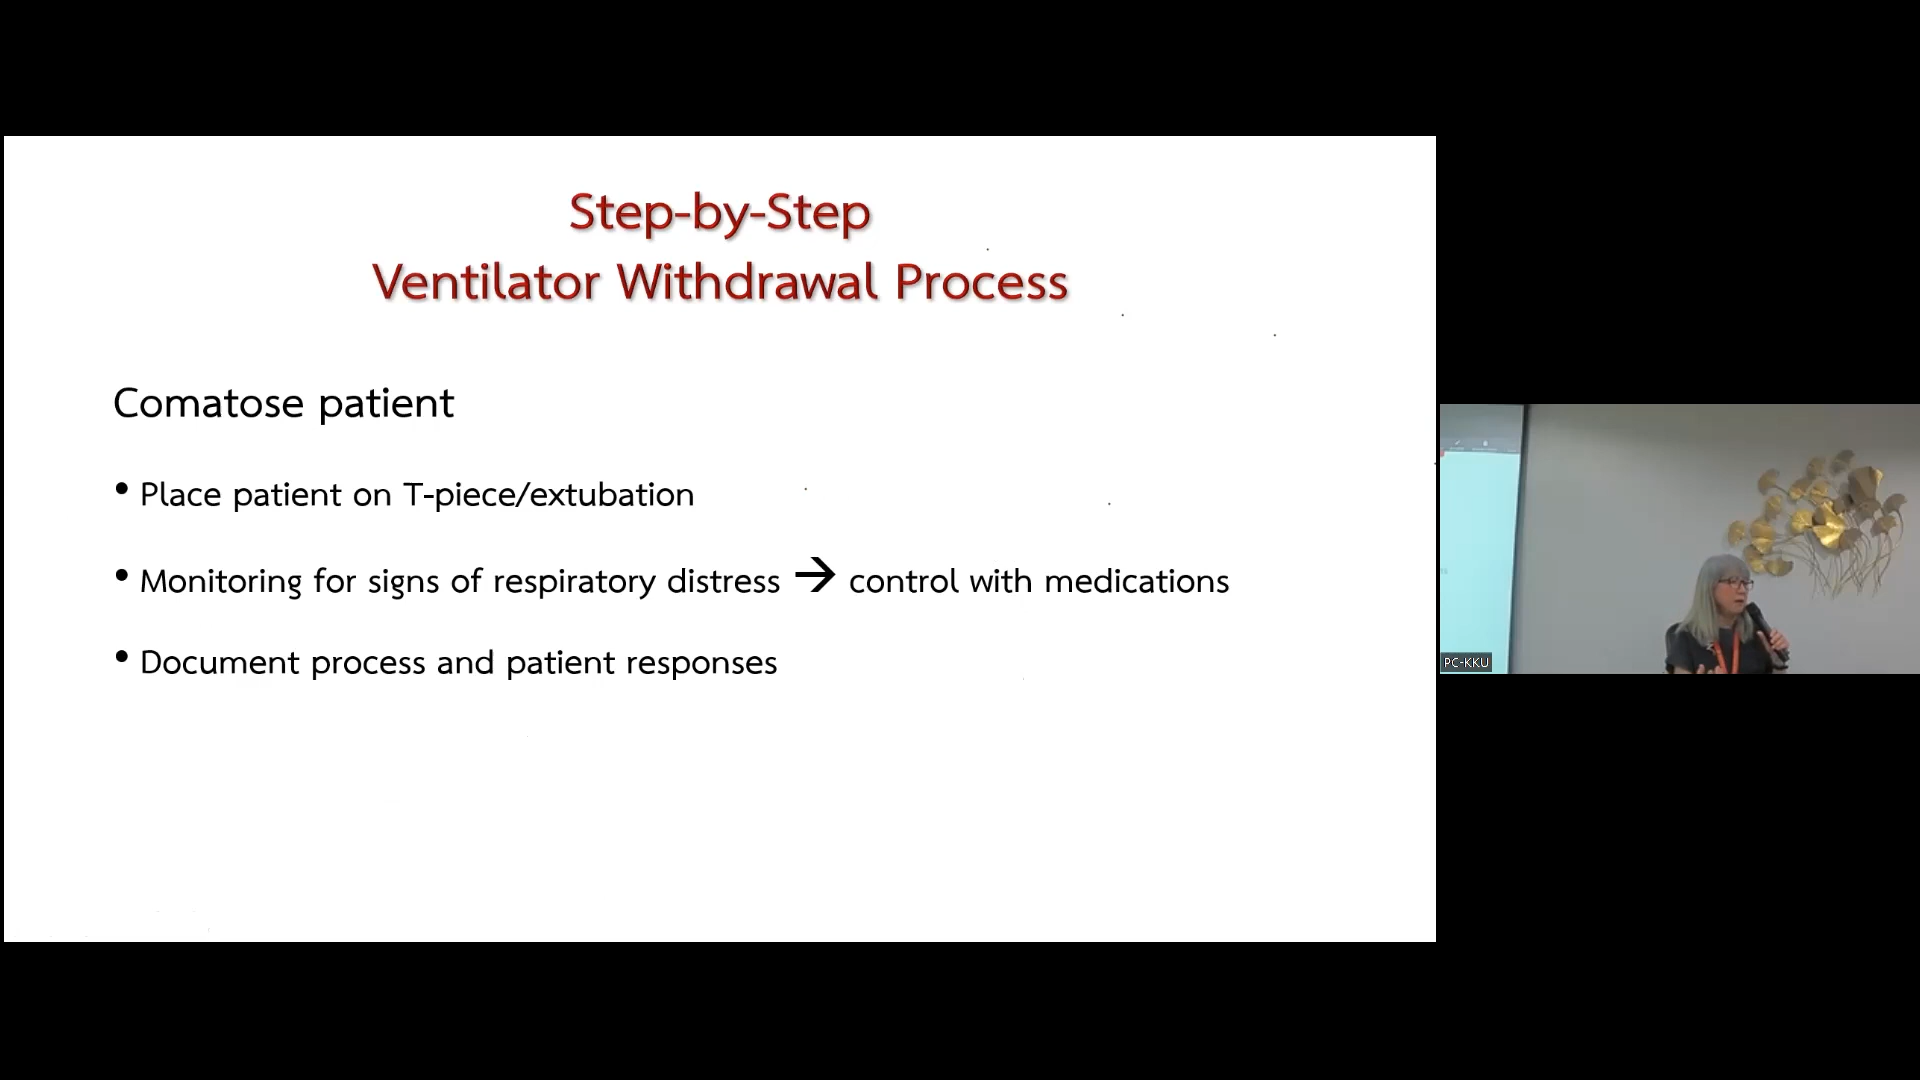 Step-by-Step
Ventilator Withdrawal Process
Comatose patient
• Place patient on T-piece/extubation
• Monitoring for signs of respiratory distress → control with medications
• Document process and patient responses
PC-KKU